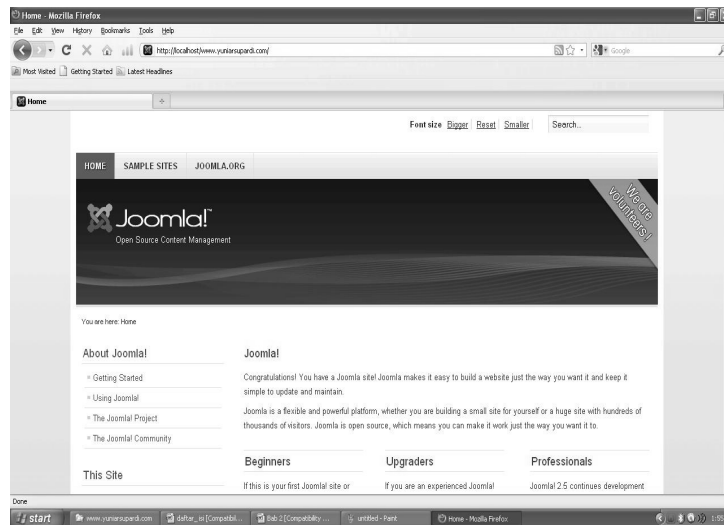 Home - Mozilla Firefox
File Edit View History Bookmarks Tools Help
http://localhost/www.yuniarsupardi.com/
Google
Most Visited Getting Started Latest Headlines
Home
Font size Bigger Reset Smaller Search...
HOME SAMPLE SITES JOOMLA.ORG
We are volunteers!
Joomla!™
Open Source Content Management
You are here: Home
About Joomla!
Getting Started
Using Joomla!
The Joomla! Project
The Joomla! Community
This Site
Joomla!
Congratulations! You have a Joomla site! Joomla makes it easy to build a website just the way you want it and keep it
simple to update and maintain.
Joomla is a flexible and powerful platform, whether you are building a small site for yourself or a huge site with hundreds of
thousands of visitors. Joomla is open source, which means you can make it work just the way you want it to.
Beginners
If this is your first Joomla! site or
Upgraders
If you are an experienced Joomla!
Professionals
Joomla! 2.5 continues development
Done
start www.yuniarsupardi.com daftar_isi [Compatibil... Bab 2 [Compatibility ... untitled - Paint Home - Mozilla Firefox